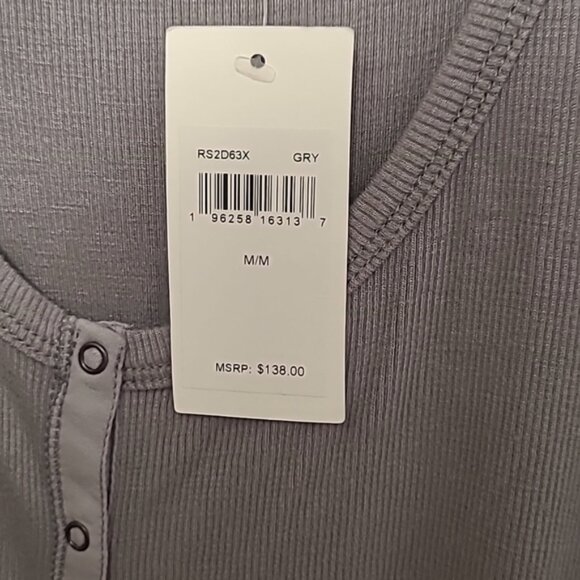 RS2D63X GRY
1 96258 16313 7
M/M
MSRP: $138.00